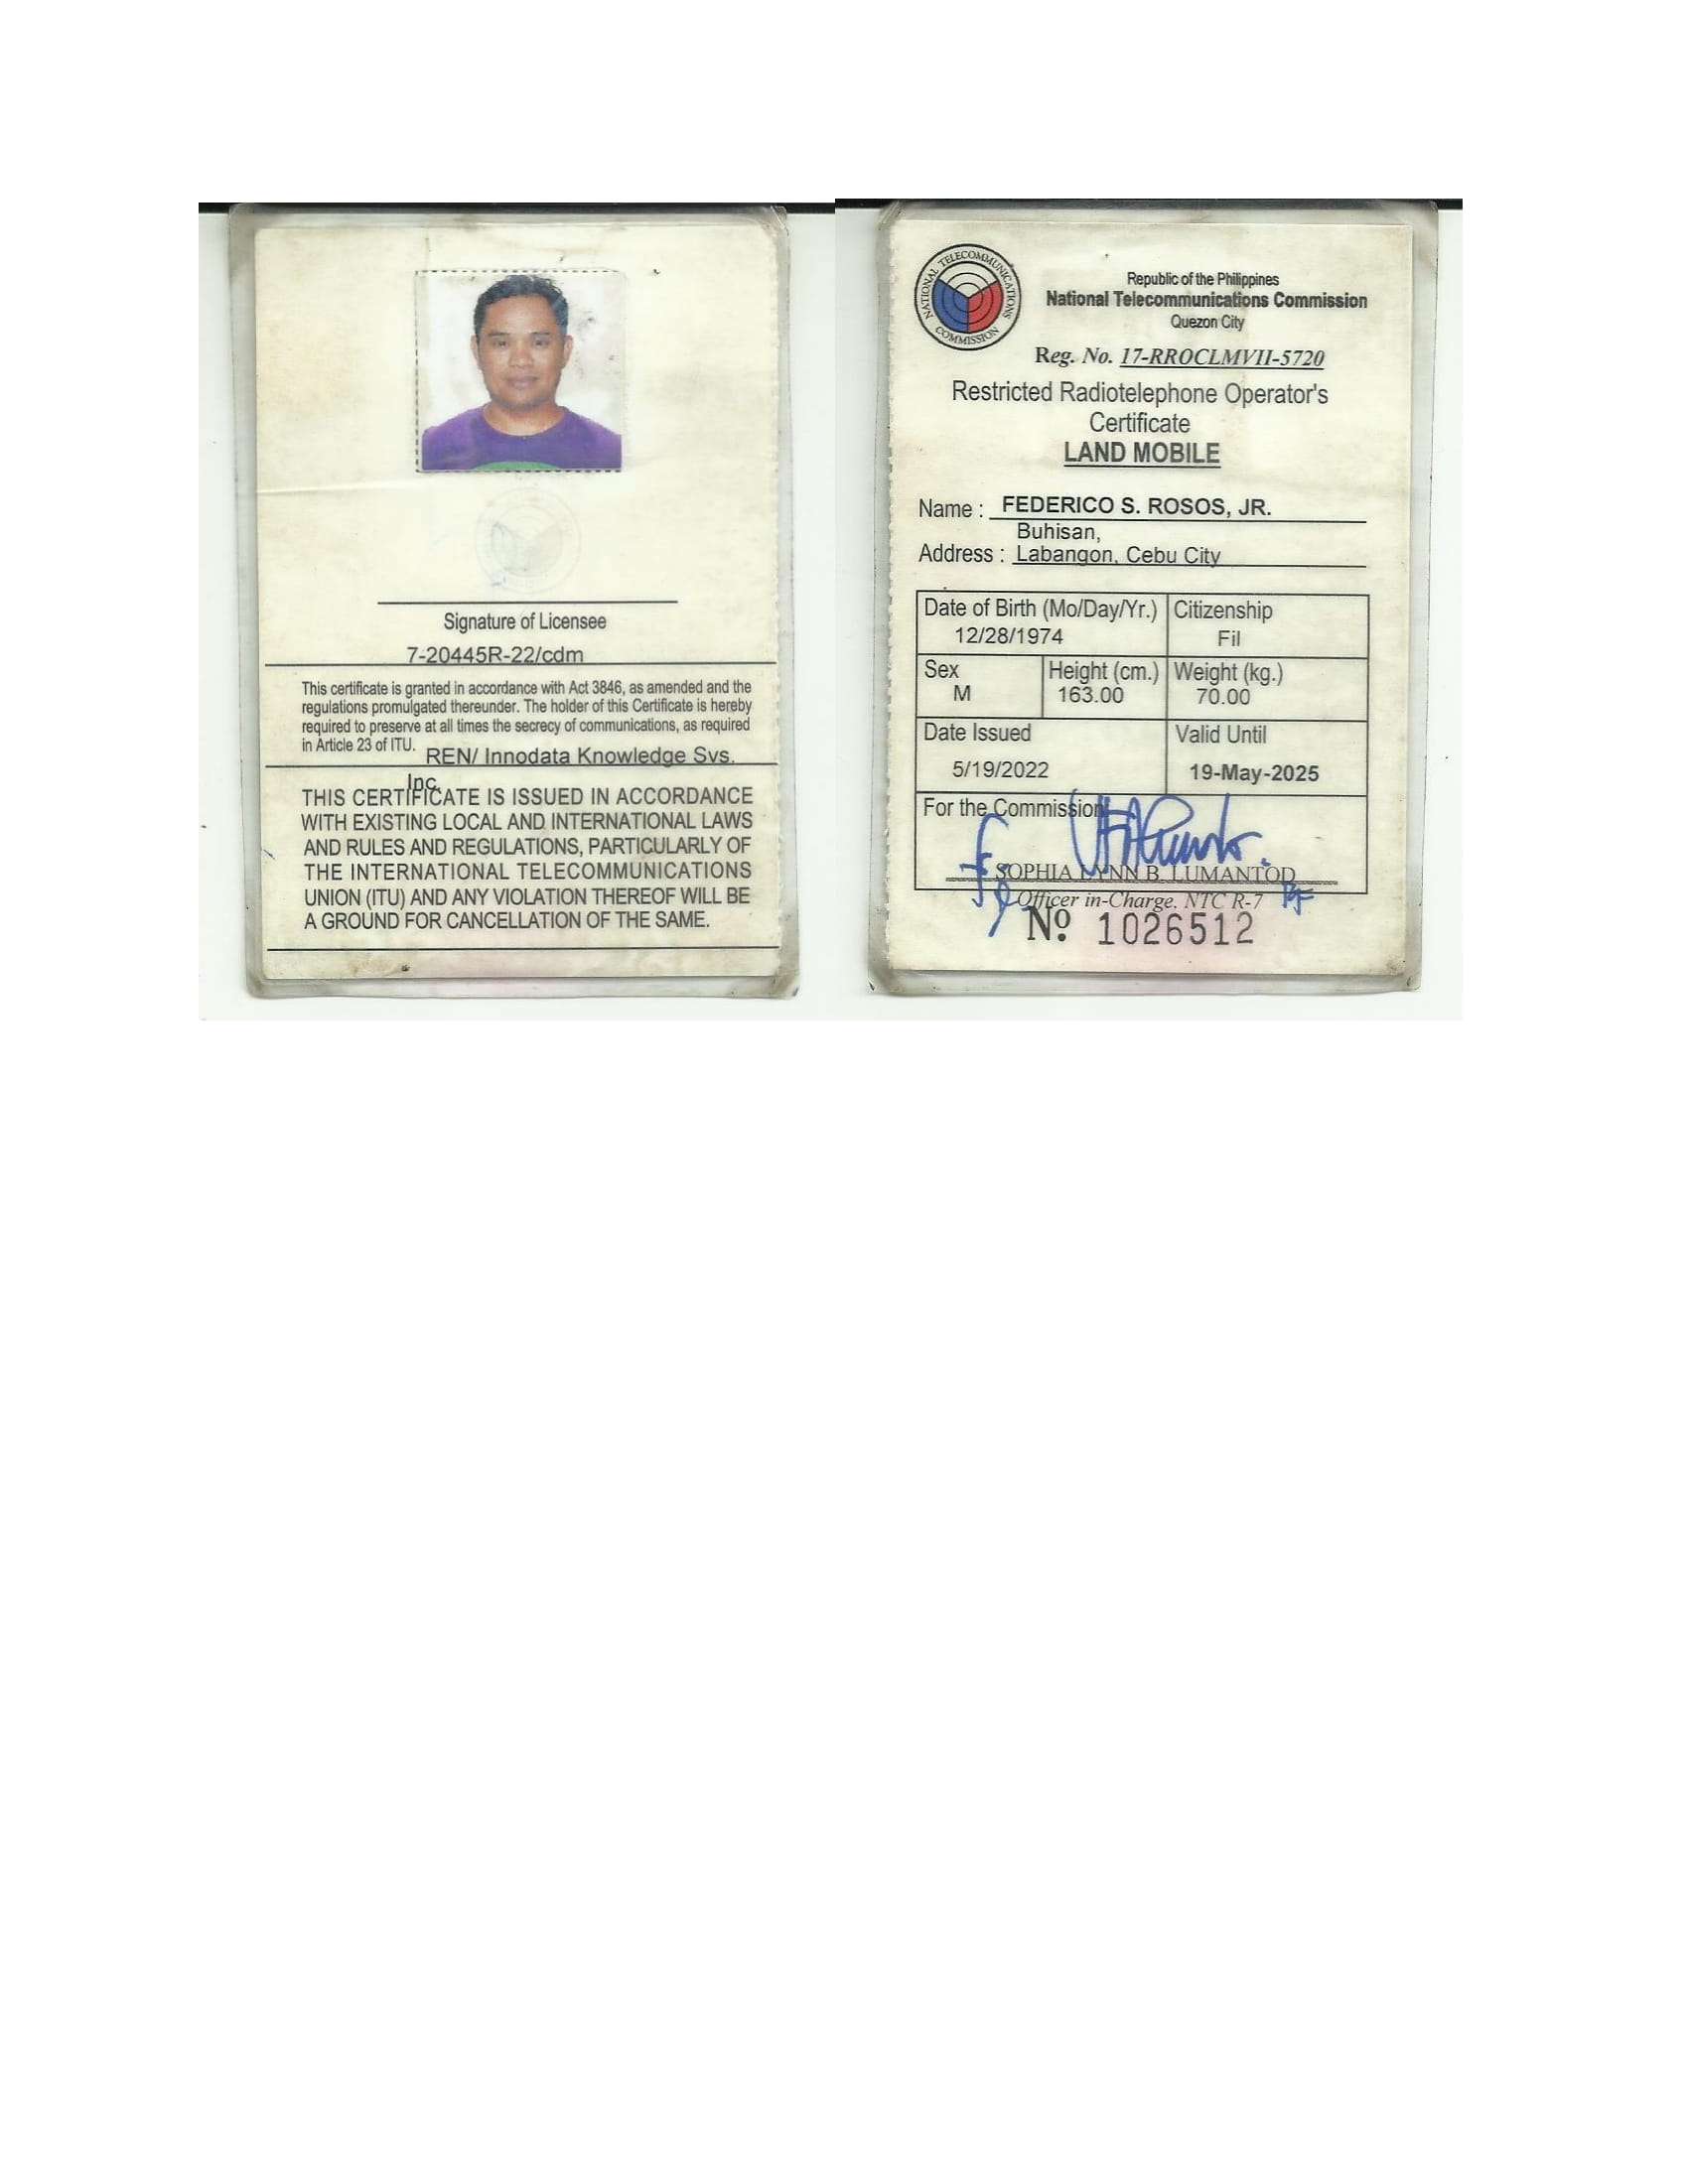 Signature of Licensee
7-20445R-22/cdm
This certificate is granted in accordance with Act 3846, as amended and the
regulations promulgated thereunder. The holder of this Certificate is hereby
required to preserve at all times the secrecy of communications, as required
in Article 23 of ITU.
REN/ Innodata Knowledge Svs.
Inc.
THIS CERTIFICATE IS ISSUED IN ACCORDANCE
WITH EXISTING LOCAL AND INTERNATIONAL LAWS
AND RULES AND REGULATIONS, PARTICULARLY OF
THE INTERNATIONAL TELECOMMUNICATIONS
UNION (ITU) AND ANY VIOLATION THEREOF WILL BE
A GROUND FOR CANCELLATION OF THE SAME.
NATIONAL TELECOMMUNICATIONS COMMISSION
Republic of the Philippines
National Telecommunications Commission
Quezon City
Reg. No. 17-RROCLMVII-5720
Restricted Radiotelephone Operator's
Certificate
LAND MOBILE
Name : FEDERICO S. ROSOS, JR.
Buhisan,
Address : Labangon, Cebu City
Date of Birth (Mo/Day/Yr.) Citizenship
12/28/1974 Fil
Sex Height (cm.) Weight (kg.)
M 163.00 70.00
Date Issued Valid Until
5/19/2022 19-May-2025
For the Commission
SOPHIA LYNN B. LUMANTOD
Officer in-Charge, NTC R-7
Nº 1026512